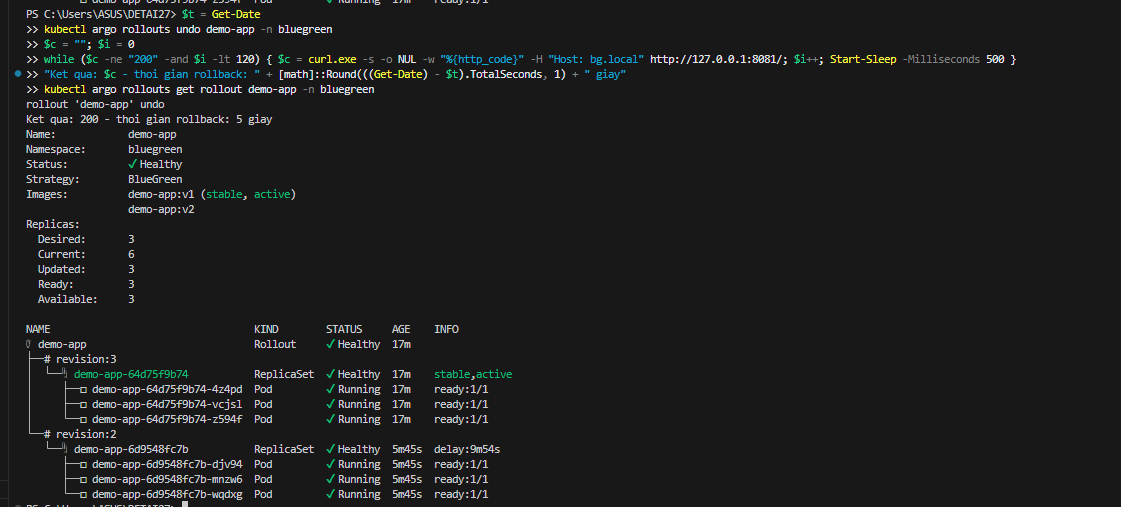 PS C:\Users\ASUS\DETAI27> $t = Get-Date
>> kubectl argo rollouts undo demo-app -n bluegreen
>> $c = ""; $i = 0
>> while ($c -ne "200" -and $i -lt 120) { $c = curl.exe -s -o NUL -w "%{http_code}" -H "Host: bg.local" http://127.0.0.1:8081/; $i++; Start-Sleep -Milliseconds 500 }
>> "Ket qua: $c - thoi gian rollback: " + [math]::Round(((Get-Date) - $t).TotalSeconds, 1) + " giay"
>> kubectl argo rollouts get rollout demo-app -n bluegreen
rollout 'demo-app' undo
Ket qua: 200 - thoi gian rollback: 5 giay
Name: demo-app
Namespace: bluegreen
Status: ✓ Healthy
Strategy: BlueGreen
Images: demo-app:v1 (stable, active)
demo-app:v2
Replicas:
Desired: 3
Current: 6
Updated: 3
Ready: 3
Available: 3
NAME KIND STATUS AGE INFO
demo-app Rollout ✓ Healthy 17m
# revision:3
demo-app-64d75f9b74 ReplicaSet ✓ Healthy 17m stable,active
demo-app-64d75f9b74-4z4pd Pod ✓ Running 17m ready:1/1
demo-app-64d75f9b74-vcjsl Pod ✓ Running 17m ready:1/1
demo-app-64d75f9b74-z594f Pod ✓ Running 17m ready:1/1
# revision:2
demo-app-6d9548fc7b ReplicaSet ✓ Healthy 5m45s delay:9m54s
demo-app-6d9548fc7b-djv94 Pod ✓ Running 5m45s ready:1/1
demo-app-6d9548fc7b-mnzw6 Pod ✓ Running 5m45s ready:1/1
demo-app-6d9548fc7b-wqdxg Pod ✓ Running 5m45s ready:1/1